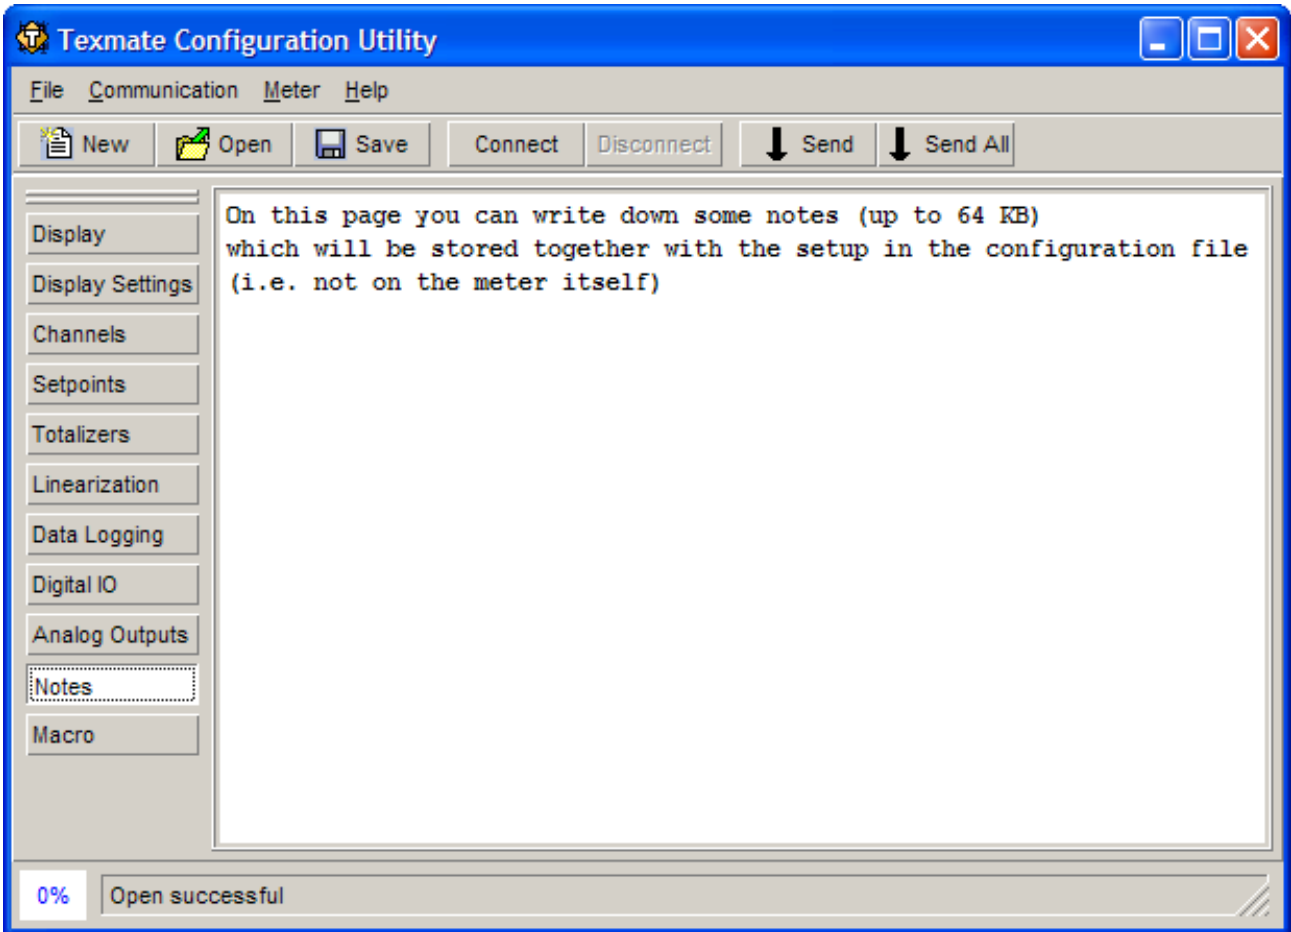 Texmate Configuration Utility
File Communication Meter Help
New Open Save Connect Disconnect Send Send All
Display
Display Settings
Channels
Setpoints
Totalizers
Linearization
Data Logging
Digital IO
Analog Outputs
Notes
Macro
On this page you can write down some notes (up to 64 KB)
which will be stored together with the setup in the configuration file
(i.e. not on the meter itself)
0% Open successful